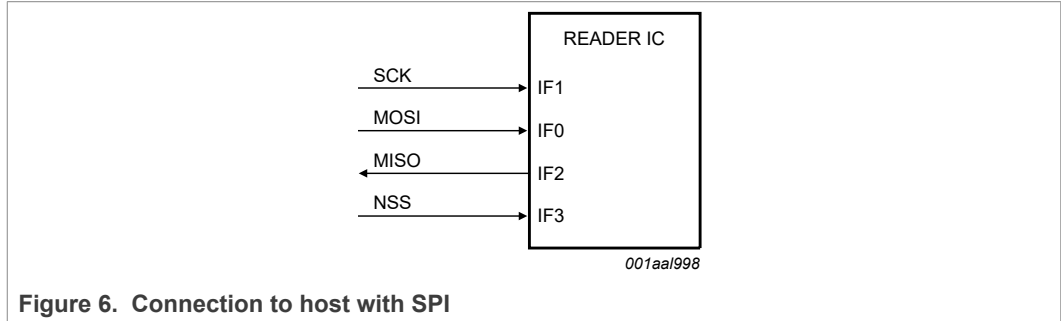 READER IC
SCK
IF1
MOSI
IF0
MISO
IF2
NSS
IF3
001aal998
Figure 6. Connection to host with SPI